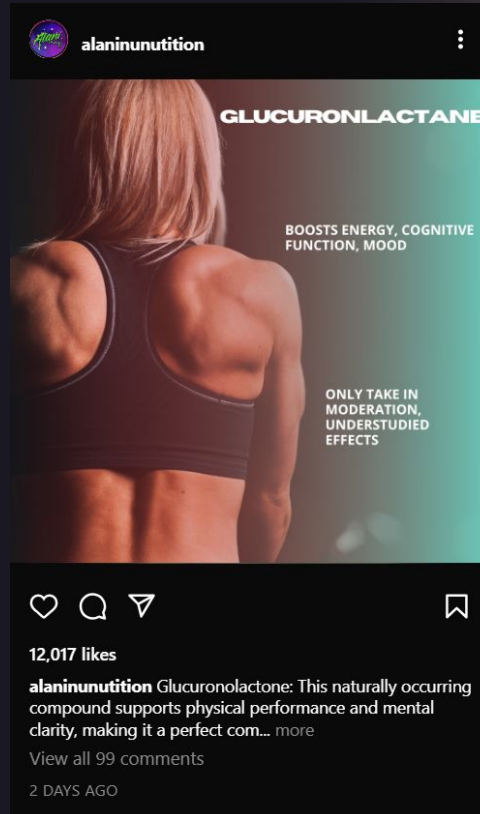 Alani
alaninunutition
GLUCURONLACTANE
BOOSTS ENERGY, COGNITIVE
FUNCTION, MOOD
ONLY TAKE IN
MODERATION,
UNDERSTUDIED
EFFECTS
12,017 likes
alaninunutition Glucuronolactone: This naturally occurring
compound supports physical performance and mental
clarity, making it a perfect com... more
View all 99 comments
2 DAYS AGO